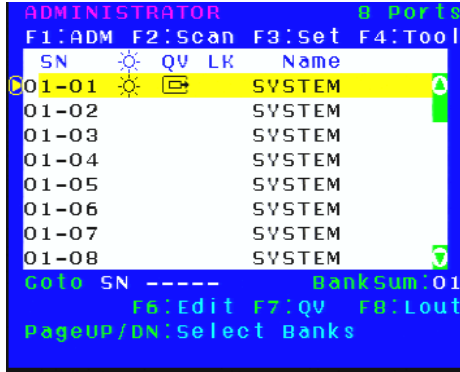 ADMINISTRATOR 8 Ports
F1:ADM F2:Scan F3:Set F4:Tool
SN QV LK Name
01-01 SYSTEM
01-02 SYSTEM
01-03 SYSTEM
01-04 SYSTEM
01-05 SYSTEM
01-06 SYSTEM
01-07 SYSTEM
01-08 SYSTEM
Goto SN ----- BankSum:01
F6:Edit F7:QV F8:Lout
PageUP/DN:Select Banks